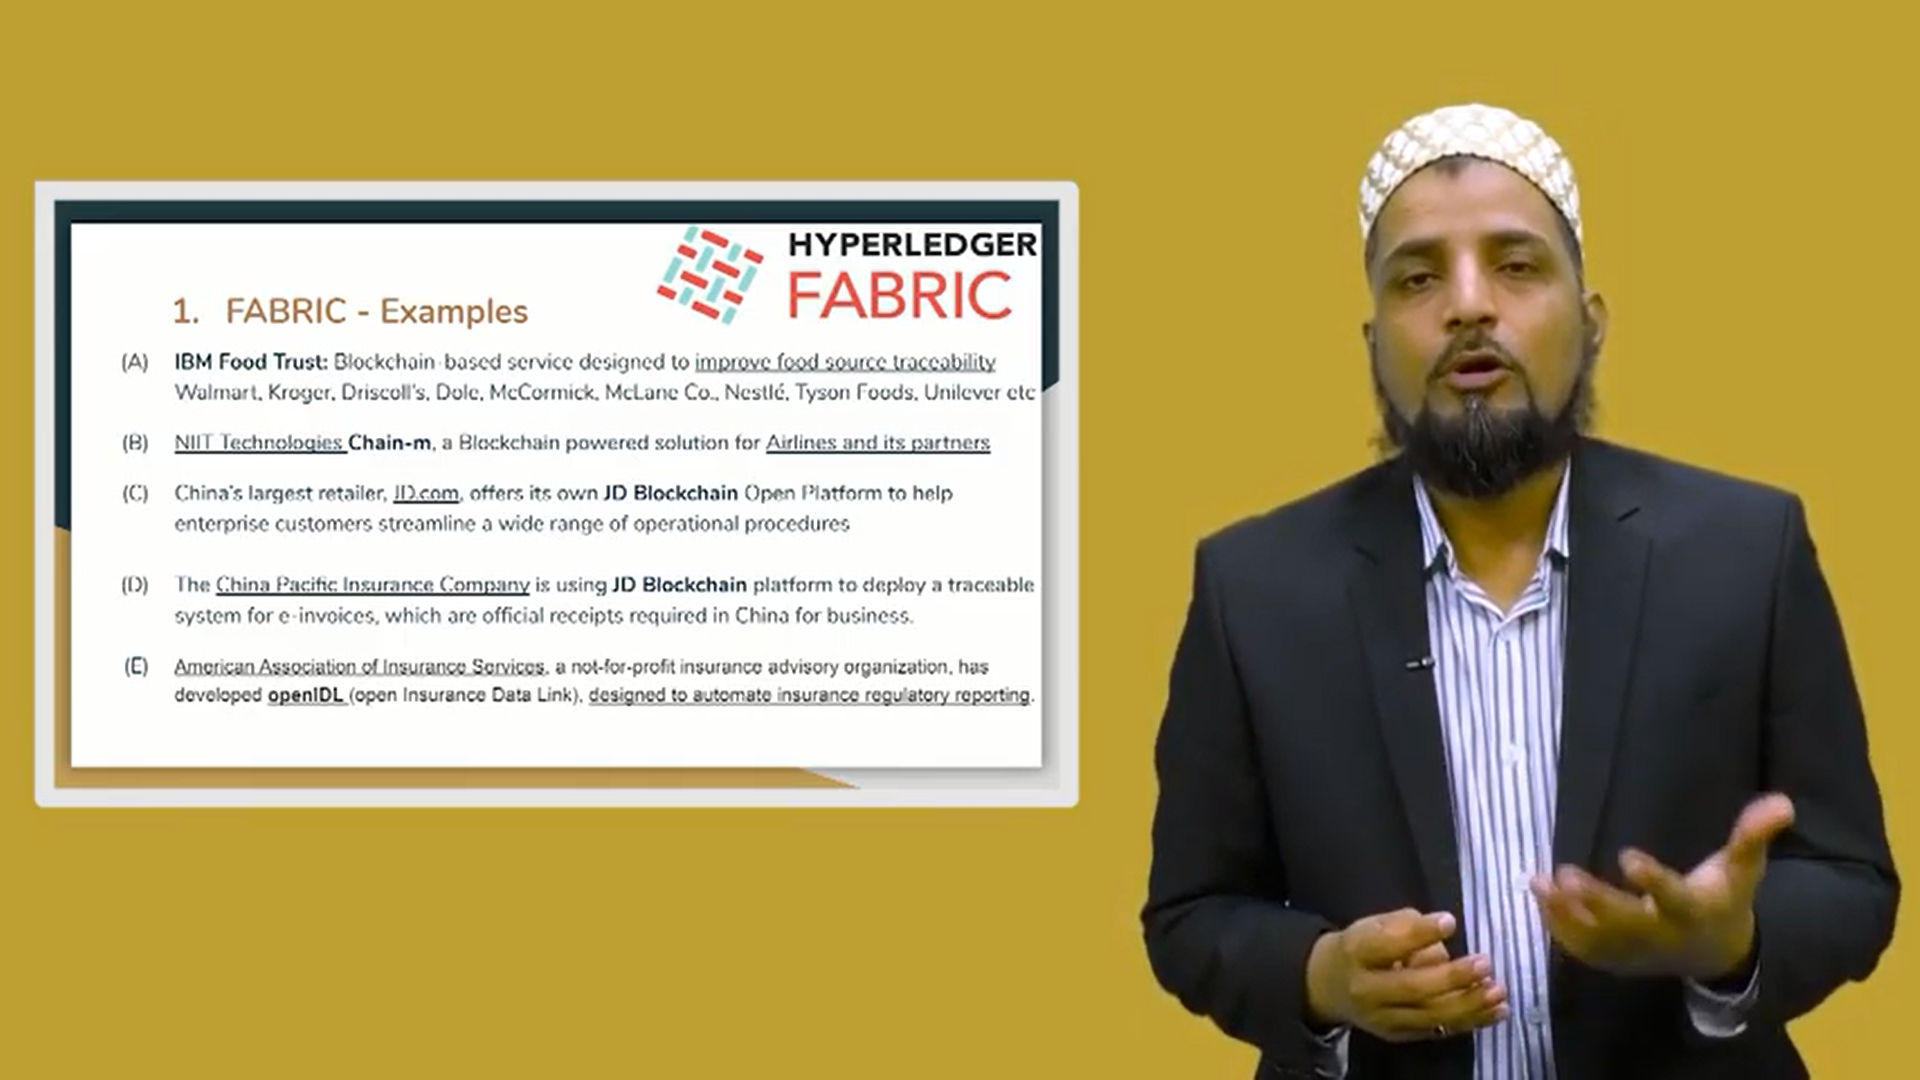 HYPERLEDGER
FABRIC
1. FABRIC - Examples
(A) IBM Food Trust: Blockchain-based service designed to improve food source traceability
Walmart, Kroger, Driscoll's, Dole, McCormick, McLane Co., Nestlé, Tyson Foods, Unilever etc
(B) NIIT Technologies Chain-m, a Blockchain powered solution for Airlines and its partners
(C) China's largest retailer, JD.com, offers its own JD Blockchain Open Platform to help
enterprise customers streamline a wide range of operational procedures
(D) The China Pacific Insurance Company is using JD Blockchain platform to deploy a traceable
system for e-invoices, which are official receipts required in China for business.
(E) American Association of Insurance Services, a not-for-profit insurance advisory organization, has
developed openIDL (open Insurance Data Link), designed to automate insurance regulatory reporting.